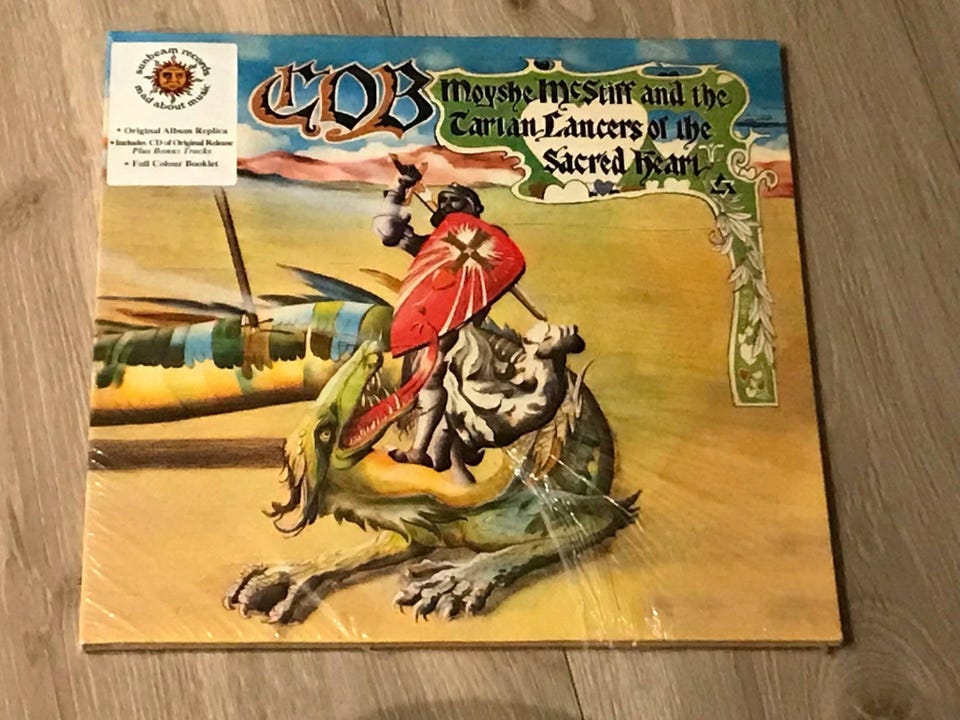 sunbeam records
mad about music
• Original Album Replica
• Includes CD of Original Release
Plus Bonus Tracks
• Full Colour Booklet
COB
Moyshe McStiff and the
Tartan Lancers of the
Sacred Heart